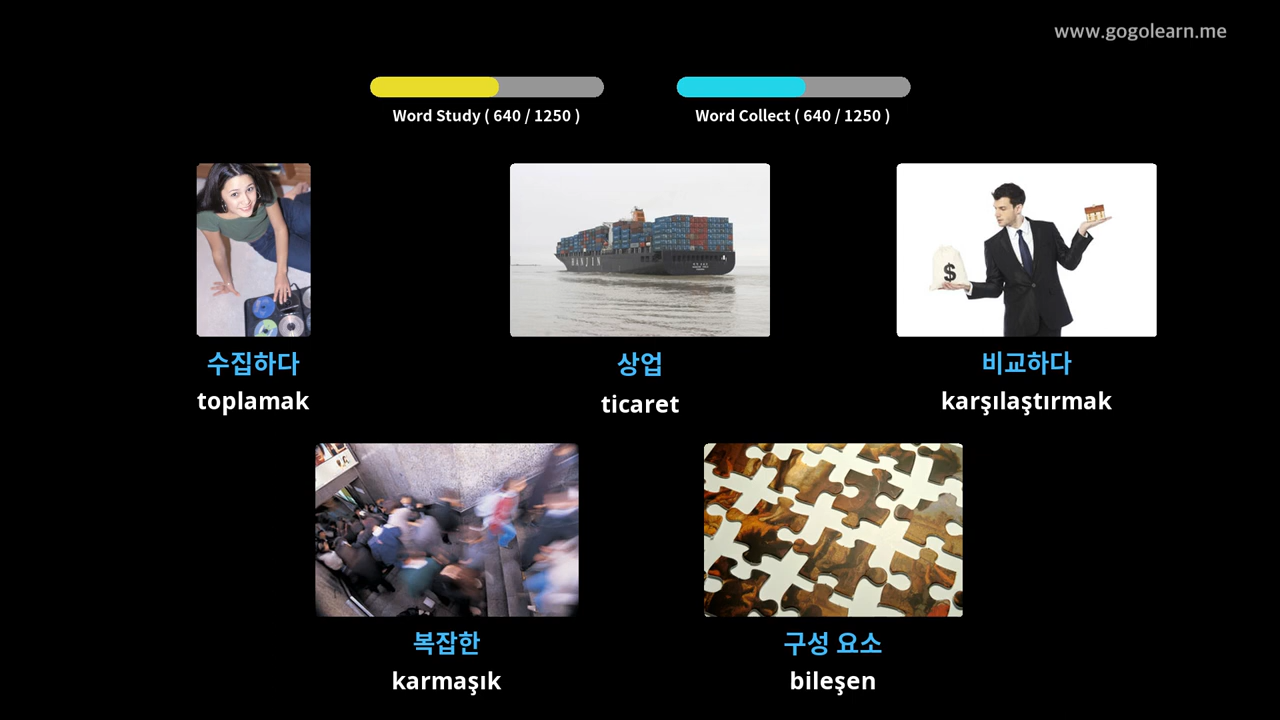 www.gogolearn.me
Word Study ( 640 / 1250 )
Word Collect ( 640 / 1250 )
HANJIN
$
수집하다
toplamak
상업
ticaret
비교하다
karşılaştırmak
복잡한
karmaşık
구성 요소
bileşen